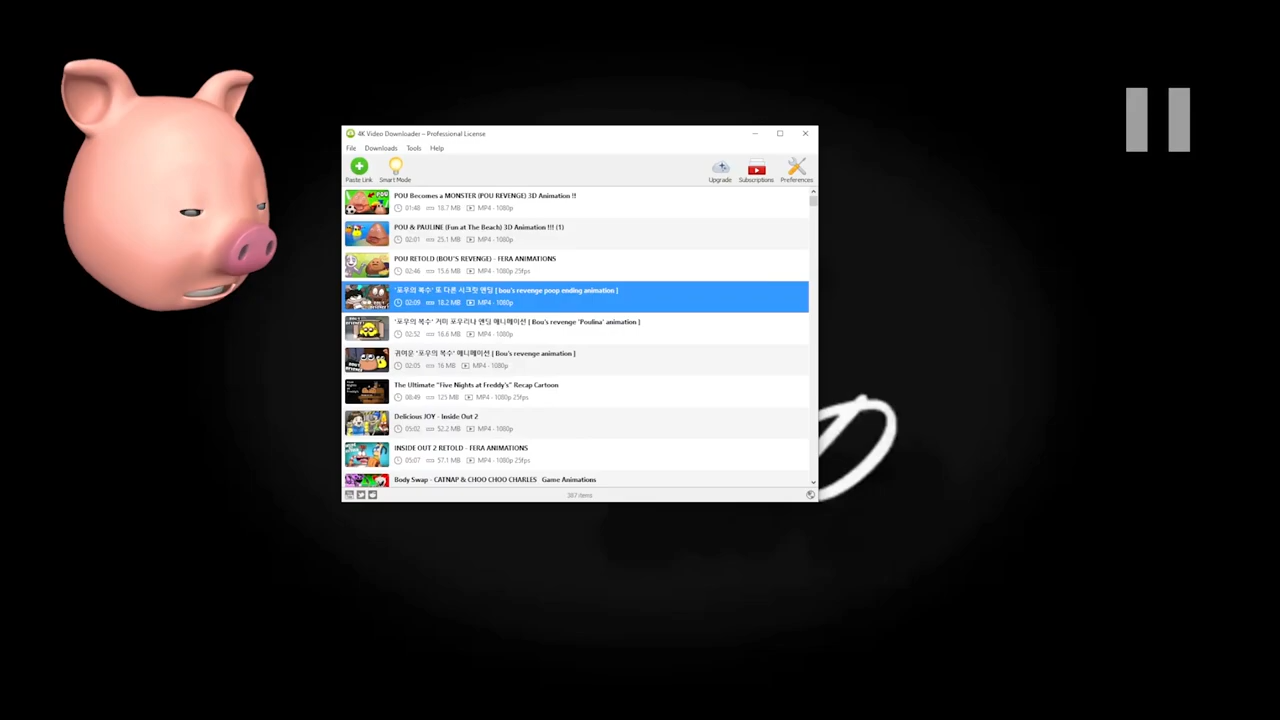 4K Video Downloader – Professional License
File Downloads Tools Help
Paste Link Smart Mode Upgrade Subscriptions Preferences
POU Becomes a MONSTER (POU REVENGE) 3D Animation !!
01:48 18.7 MB MP4 - 1080p
POU & PAULINE (Fun at The Beach) 3D Animation !!! (1)
02:01 25.1 MB MP4 - 1080p
POU RETOLD (BOU'S REVENGE) - FERA ANIMATIONS
02:46 15.6 MB MP4 - 1080p 25fps
'포우의 복수' 또 다른 시크릿 엔딩 [ bou's revenge poop ending animation ]
02:09 18.2 MB MP4 - 1080p
'포우의 복수' 거미 포우리나 엔딩 애니메이션 [ Bou's revenge 'Poulina' animation ]
02:52 16.6 MB MP4 - 1080p
귀여운 '포우의 복수' 애니메이션 [ Bou's revenge animation ]
02:05 16 MB MP4 - 1080p
The Ultimate "Five Nights at Freddy's" Recap Cartoon
08:49 125 MB MP4 - 1080p 25fps
Delicious JOY - Inside Out 2
05:02 52.2 MB MP4 - 1080p
INSIDE OUT 2 RETOLD - FERA ANIMATIONS
05:07 57.1 MB MP4 - 1080p 25fps
Body Swap - CATNAP & CHOO CHOO CHARLES Game Animations
387 items